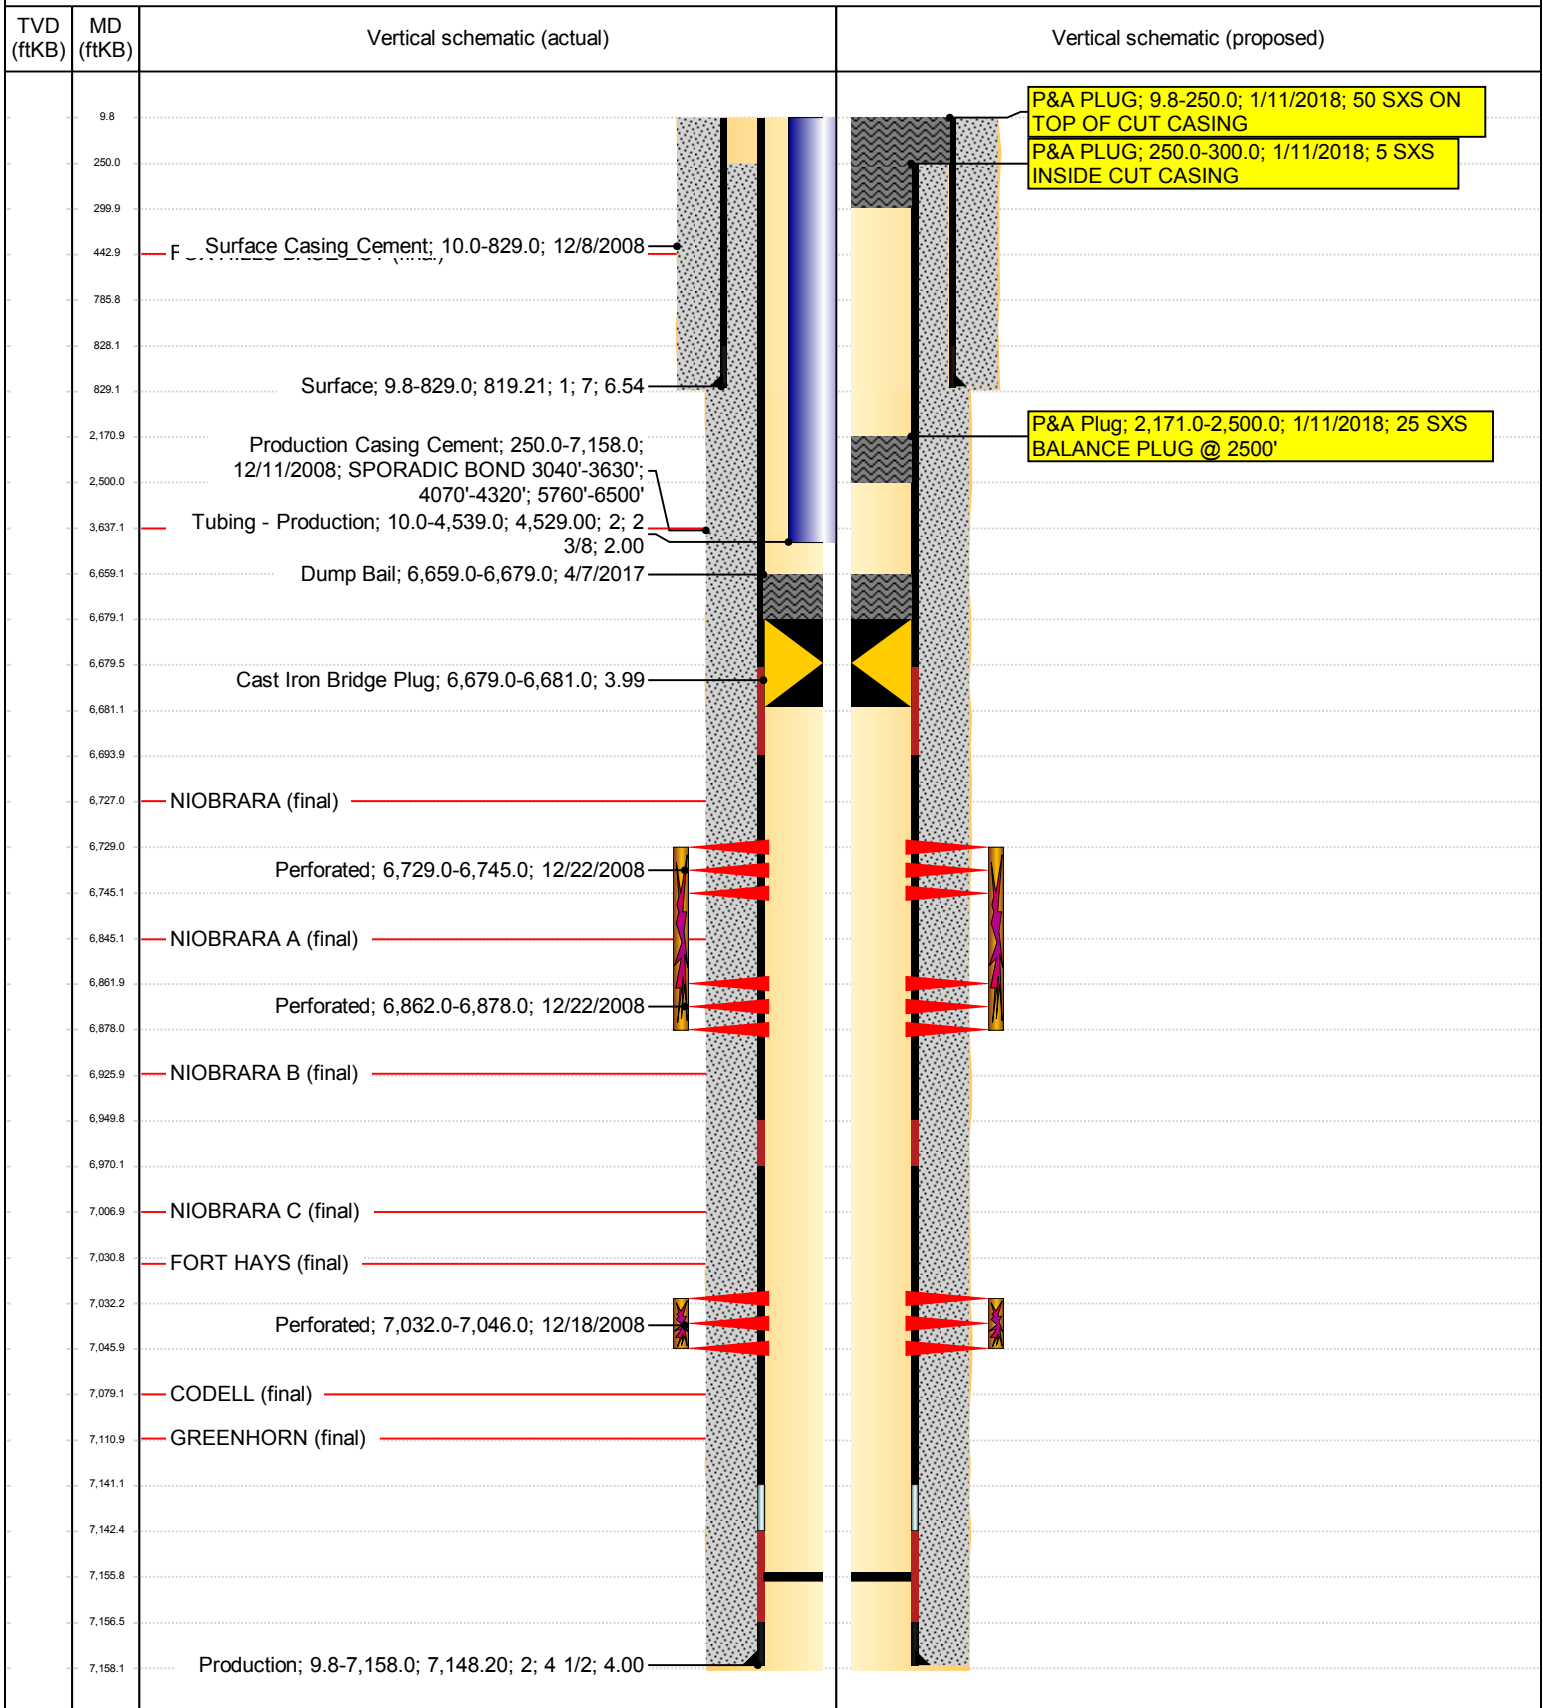 TVD
(ftKB)
MD
(ftKB)
Vertical schematic (actual)
Vertical schematic (proposed)
9.8
250.0
299.9
442.9
785.8
828.1
829.1
2,170.9
2,500.0
3,637.1
6,659.1
6,679.1
6,679.5
6,681.1
6,693.9
6,727.0
6,729.0
6,745.1
6,845.1
6,861.9
6,878.0
6,925.9
6,949.8
6,970.1
7,006.9
7,030.8
7,032.2
7,045.9
7,079.1
7,110.9
7,141.1
7,142.4
7,155.8
7,156.5
7,158.1
Surface Casing Cement; 10.0-829.0; 12/8/2008
Surface; 9.8-829.0; 819.21; 1; 7; 6.54
Production Casing Cement; 250.0-7,158.0;
12/11/2008; SPORADIC BOND 3040'-3630';
4070'-4320'; 5760'-6500'
Tubing - Production; 10.0-4,539.0; 4,529.00; 2; 2
3/8; 2.00
Dump Bail; 6,659.0-6,679.0; 4/7/2017
Cast Iron Bridge Plug; 6,679.0-6,681.0; 3.99
NIOBRARA (final)
Perforated; 6,729.0-6,745.0; 12/22/2008
NIOBRARA A (final)
Perforated; 6,862.0-6,878.0; 12/22/2008
NIOBRARA B (final)
NIOBRARA C (final)
FORT HAYS (final)
Perforated; 7,032.0-7,046.0; 12/18/2008
CODELL (final)
GREENHORN (final)
Production; 9.8-7,158.0; 7,148.20; 2; 4 1/2; 4.00
P&A PLUG; 9.8-250.0; 1/11/2018; 50 SXS ON
TOP OF CUT CASING
P&A PLUG; 250.0-300.0; 1/11/2018; 5 SXS
INSIDE CUT CASING
P&A Plug; 2,171.0-2,500.0; 1/11/2018; 25 SXS
BALANCE PLUG @ 2500'